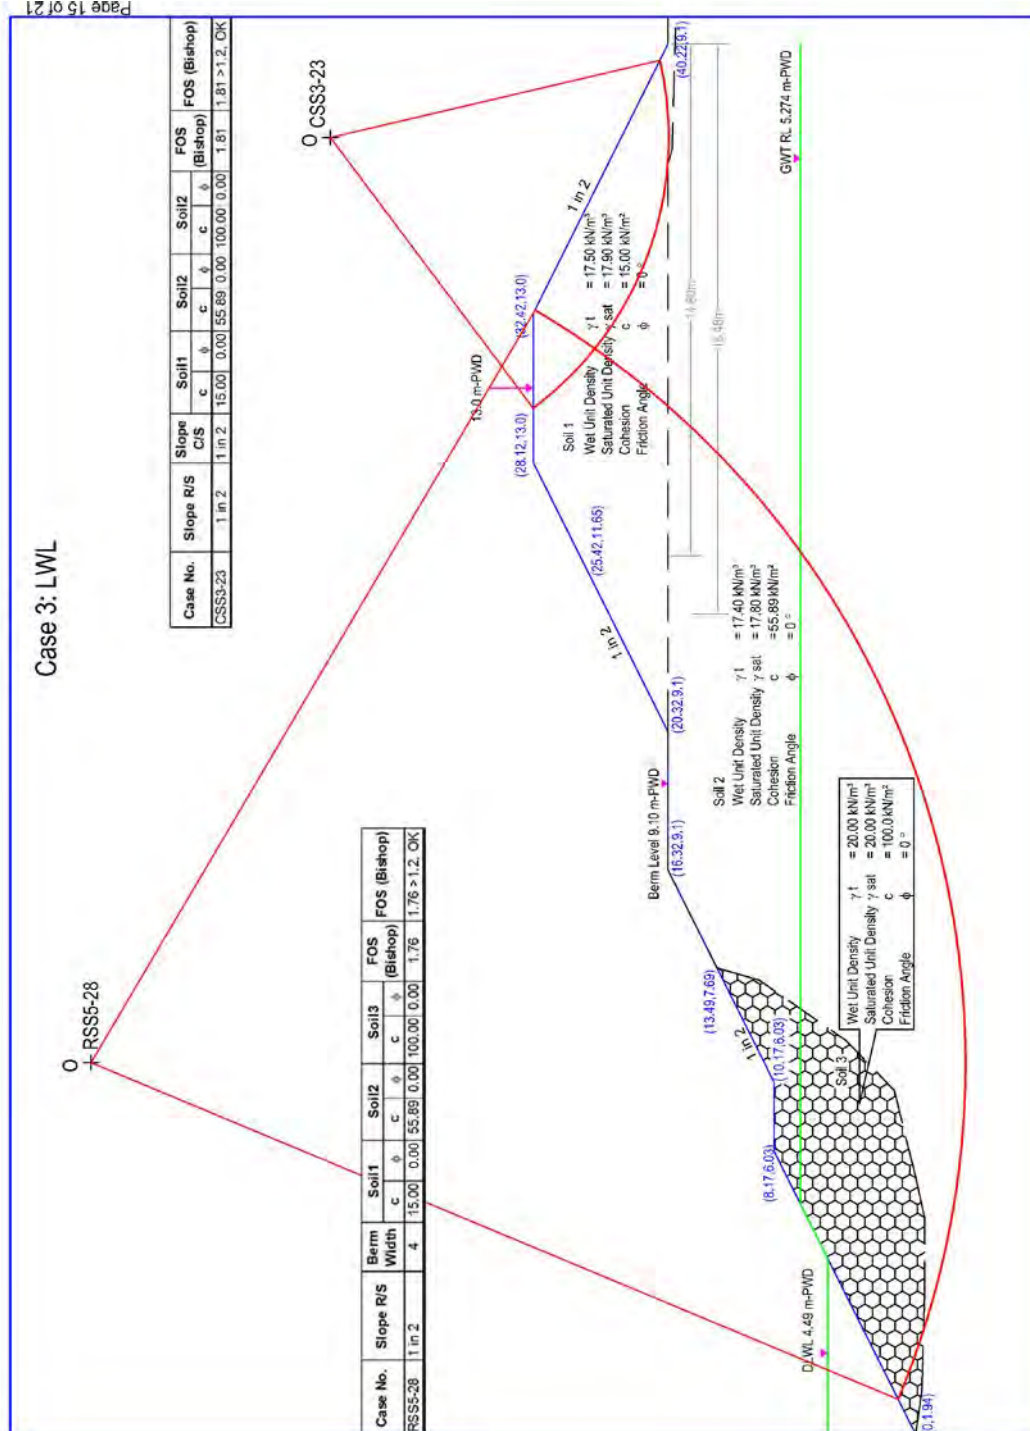 Page 15 of 21
Case 3: LWL
Case No. Slope R/S Slope C/S Soil1 Soil2 Soil2 FOS (Bishop) FOS (Bishop)
c ϕ c ϕ c ϕ
CSS3-23 1 in 2 1 in 2 15.00 0.00 55.89 0.00 100.00 0.00 1.81 1.81 >1.2, OK
O CSS3-23
O RSS5-28
Case No. Slope R/S Berm Width Soil1 Soil2 Soil3 FOS (Bishop) FOS (Bishop)
c ϕ c ϕ c ϕ
RSS5-28 1 in 2 4 15.00 0.00 55.89 0.00 100.00 0.00 1.76 1.76 >1.2, OK
13.0 m-PWD
(28.12,13.0)
(32.42,13.0)
1 in 2
(25.42,11.65)
1 in 2
Soil 1
Wet Unit Density γ t = 17.50 kN/m³
Saturated Unit Density γ sat = 17.90 kN/m³
Cohesion c = 15.00 kN/m²
Friction Angle ϕ = 0 °
Berm Level 9.10 m-PWD
(16.32,9.1)
(20.32,9.1)
(40.22,9.1)
14.80m
16.48m
(13.49,7.69)
1 in 2
(10.17,6.03)
(8.17,6.03)
Soil 2
Wet Unit Density γ t = 17.40 kN/m³
Saturated Unit Density γ sat = 17.80 kN/m³
Cohesion c =55.89 kN/m²
Friction Angle ϕ = 0 °
GWT RL 5.274 m-PWD
DLWL 4.49 m-PWD
Soil 3
Wet Unit Density γ t = 20.00 kN/m³
Saturated Unit Density γ sat = 20.00 kN/m³
Cohesion c = 100.0kN/m²
Friction Angle ϕ = 0 °
0,1.94)